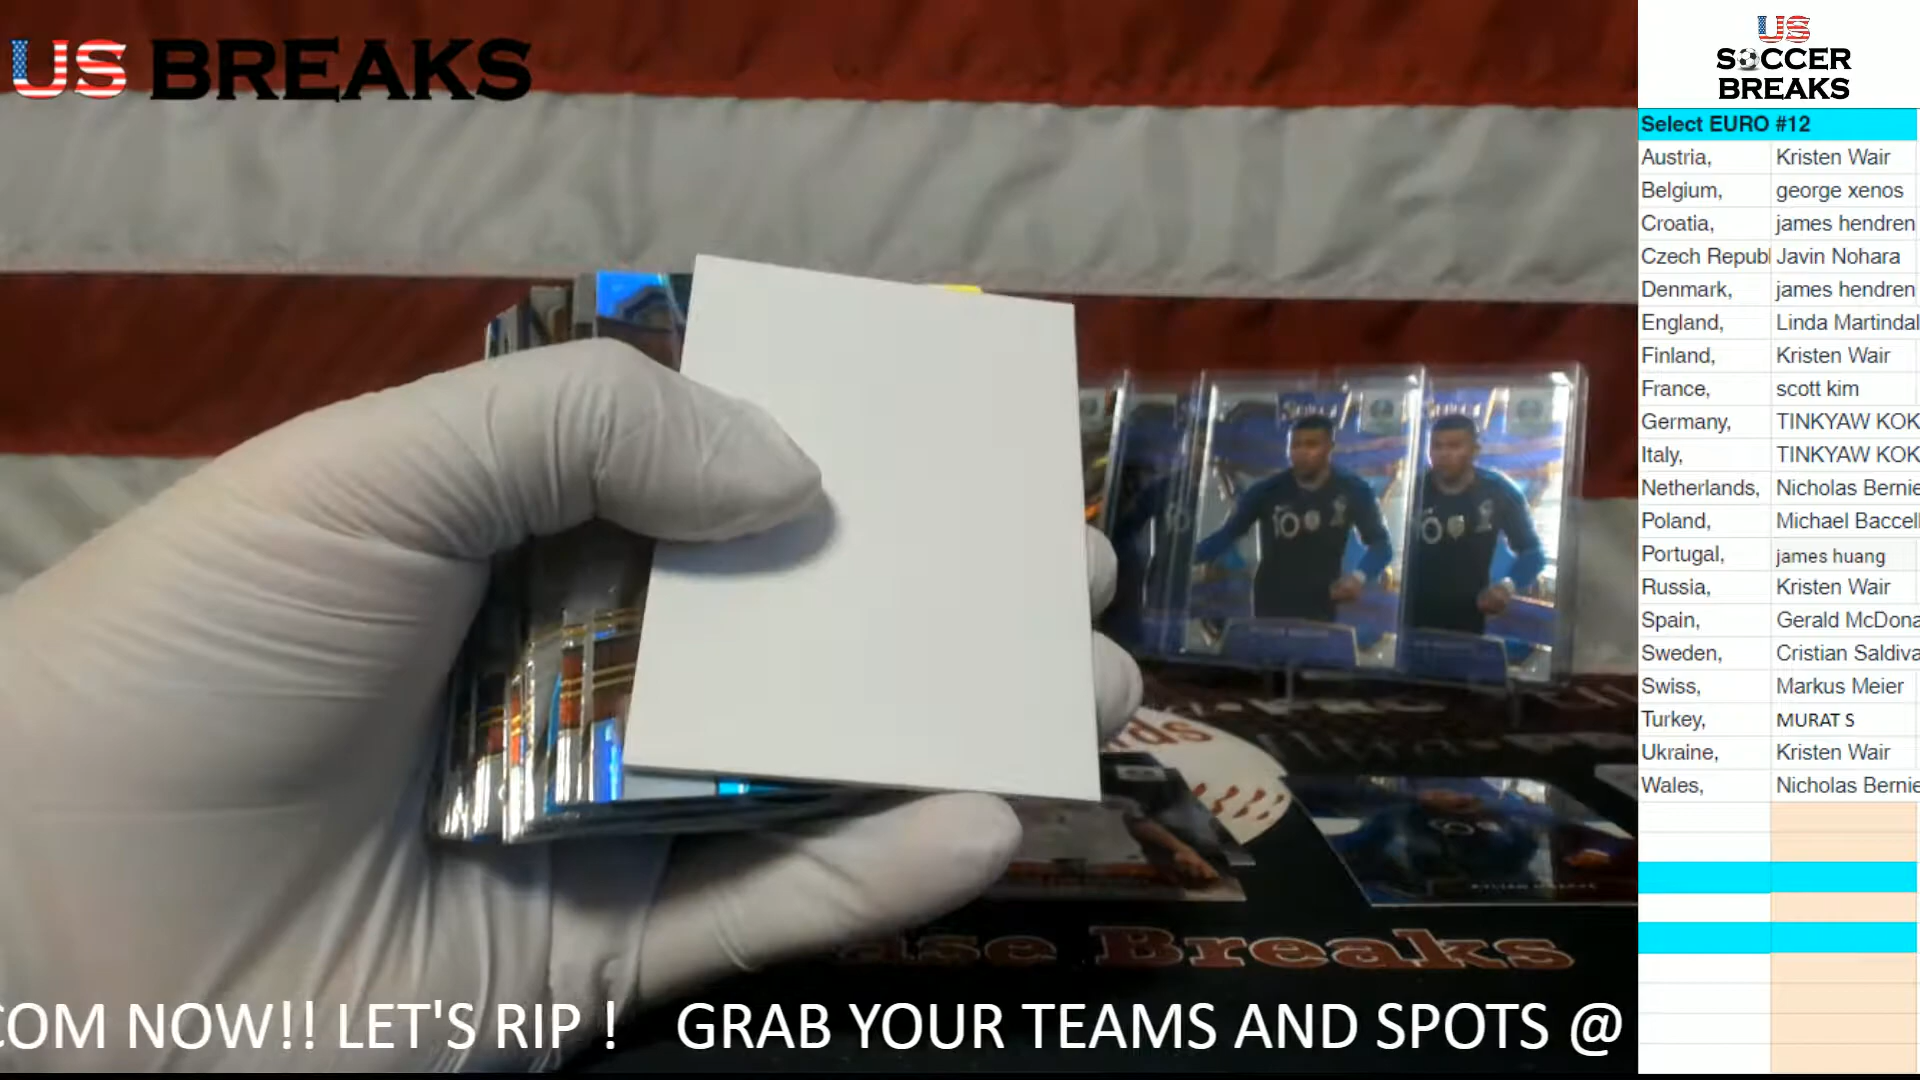 US BREAKS
US
SOCCER
BREAKS
Select EURO #12
Austria, Kristen Wair
Belgium, george xenos
Croatia, james hendren
Czech Republ Javin Nohara
Denmark, james hendren
England, Linda Martindal
Finland, Kristen Wair
France, scott kim
Germany, TINKYAW KOK
Italy, TINKYAW KOK
Netherlands, Nicholas Bernie
Poland, Michael Baccell
Portugal, james huang
Russia, Kristen Wair
Spain, Gerald McDona
Sweden, Cristian Saldiva
Swiss, Markus Meier
Turkey, MURAT S
Ukraine, Kristen Wair
Wales, Nicholas Bernie
10
ase Breaks
COM NOW!! LET'S RIP ! GRAB YOUR TEAMS AND SPOTS @